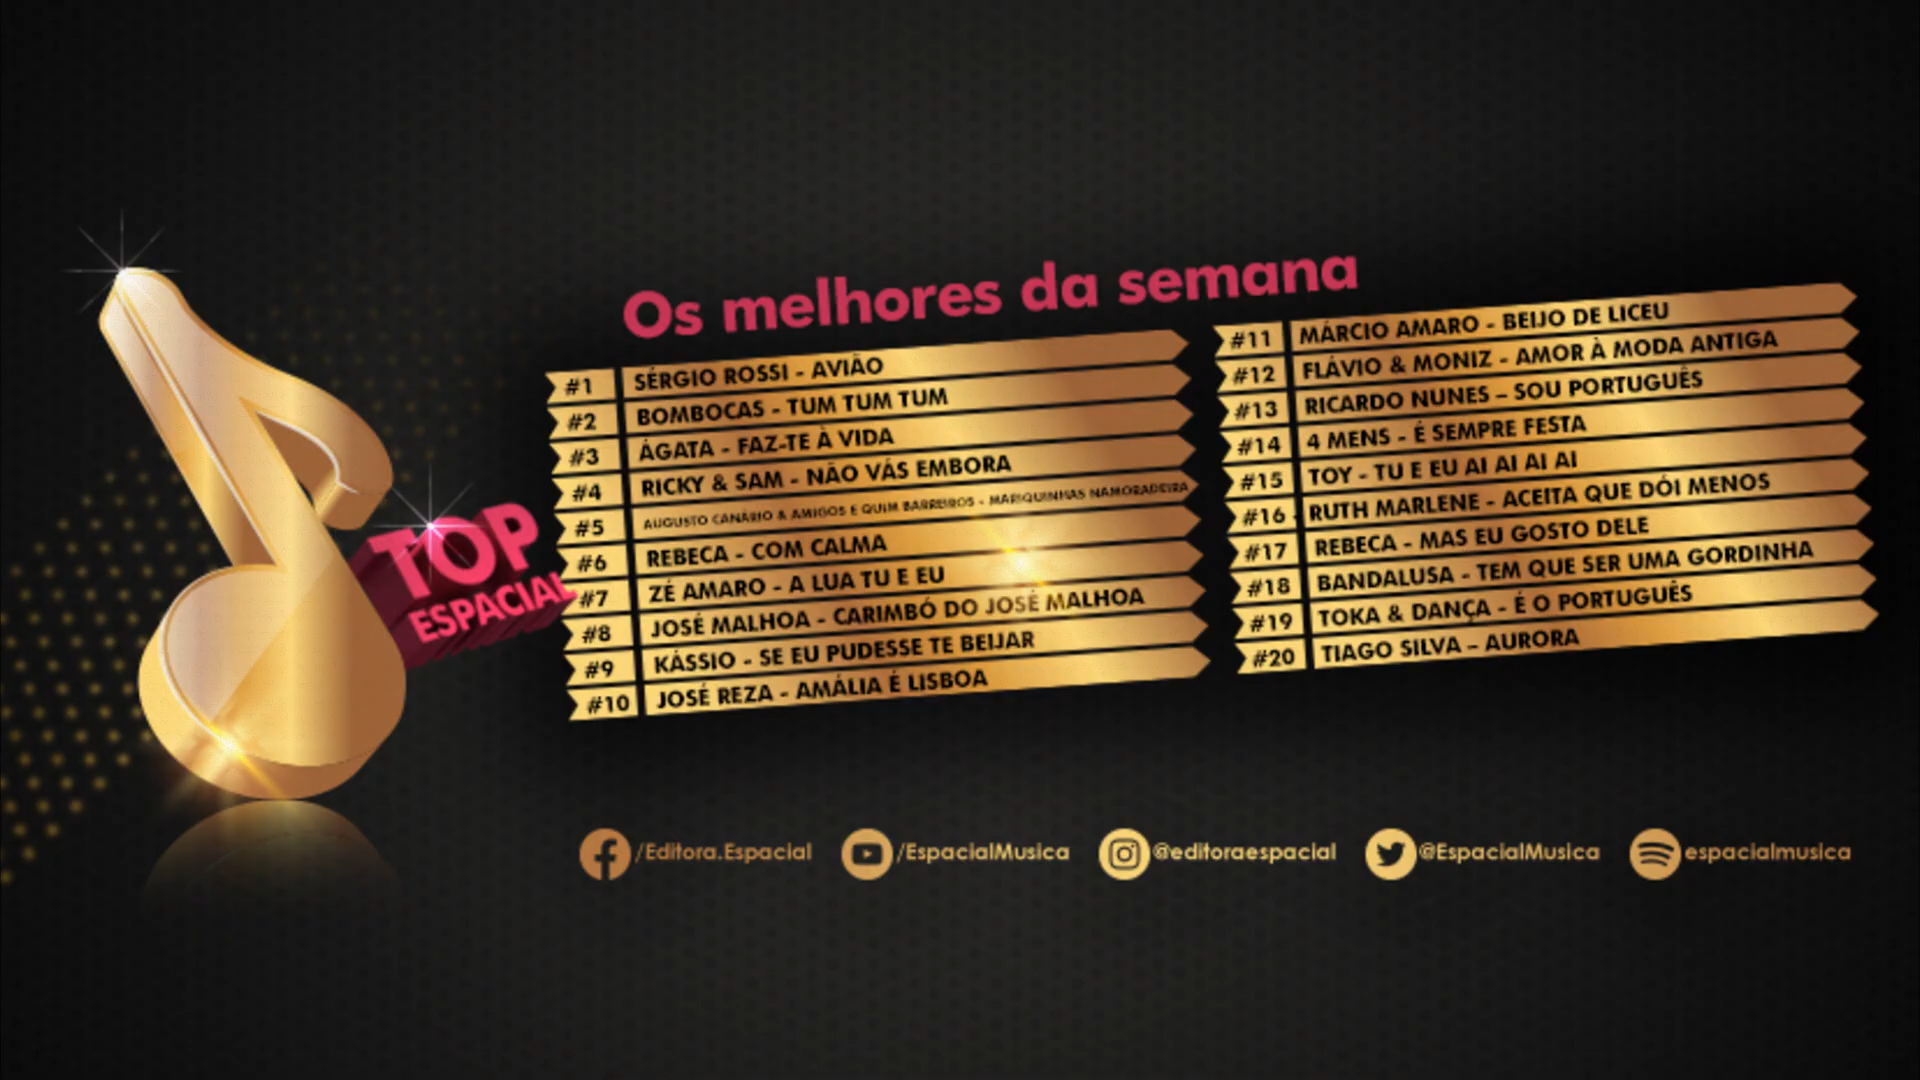 TOP
ESPACIAL
Os melhores da semana
#1 SÉRGIO ROSSI - AVIÃO
#2 BOMBOCAS - TUM TUM TUM
#3 ÁGATA - FAZ-TE À VIDA
#4 RICKY & SAM - NÃO VÁS EMBORA
#5 AUGUSTO CANÁRIO & AMIGOS E QUIM BARREIROS - MARIQUINHAS NAMORADEIRA
#6 REBECA - COM CALMA
#7 ZÉ AMARO - A LUA TU E EU
#8 JOSÉ MALHOA - CARIMBÓ DO JOSÉ MALHOA
#9 KÁSSIO - SE EU PUDESSE TE BEIJAR
#10 JOSÉ REZA - AMÁLIA É LISBOA
#11 MÁRCIO AMARO - BEIJO DE LICEU
#12 FLÁVIO & MONIZ - AMOR À MODA ANTIGA
#13 RICARDO NUNES – SOU PORTUGUÊS
#14 4 MENS - É SEMPRE FESTA
#15 TOY - TU E EU AI AI AI AI
#16 RUTH MARLENE - ACEITA QUE DÓI MENOS
#17 REBECA - MAS EU GOSTO DELE
#18 BANDALUSA - TEM QUE SER UMA GORDINHA
#19 TOKA & DANÇA - É O PORTUGUÊS
#20 TIAGO SILVA – AURORA
/Editora.Espacial /EspacialMusica @editoraespacial @EspacialMusica espacialmusica